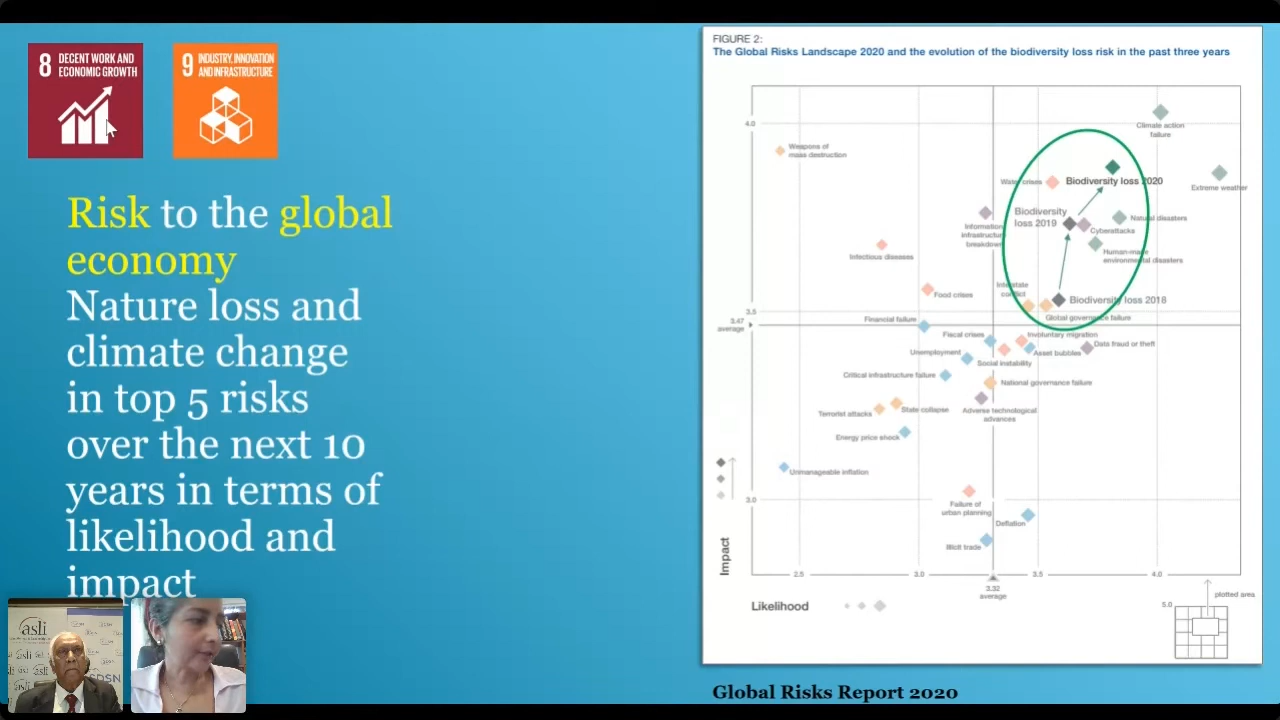 8 DECENT WORK AND
ECONOMIC GROWTH
9 INDUSTRY, INNOVATION
AND INFRASTRUCTURE
Risk to the global
economy
Nature loss and
climate change
in top 5 risks
over the next 10
years in terms of
likelihood and
impact
SDSN
FIGURE 2:
The Global Risks Landscape 2020 and the evolution of the biodiversity loss risk in the past three years
4.0
Climate action
failure
Weapons of
mass destruction
Water crises
Biodiversity loss 2020
Extreme weather
Biodiversity
loss 2019
Natural disasters
Cyberattacks
Information
infrastructure
breakdown
Human-made
environmental disasters
Infectious diseases
Interstate
conflict
Food crises
Biodiversity loss 2018
3.5
Global governance failure
3.47
average
Financial failure
Fiscal crises
Involuntary migration
Data fraud or theft
Unemployment
Asset bubbles
Social instability
Critical infrastructure failure
National governance failure
Terrorist attacks
State collapse
Adverse technological
advances
Energy price shock
Unmanageable inflation
3.0
Failure of
urban planning
Deflation
Illicit trade
Impact
2.5
3.0
3.5
4.0
3.32
average
Likelihood
plotted area
5.0
Global Risks Report 2020